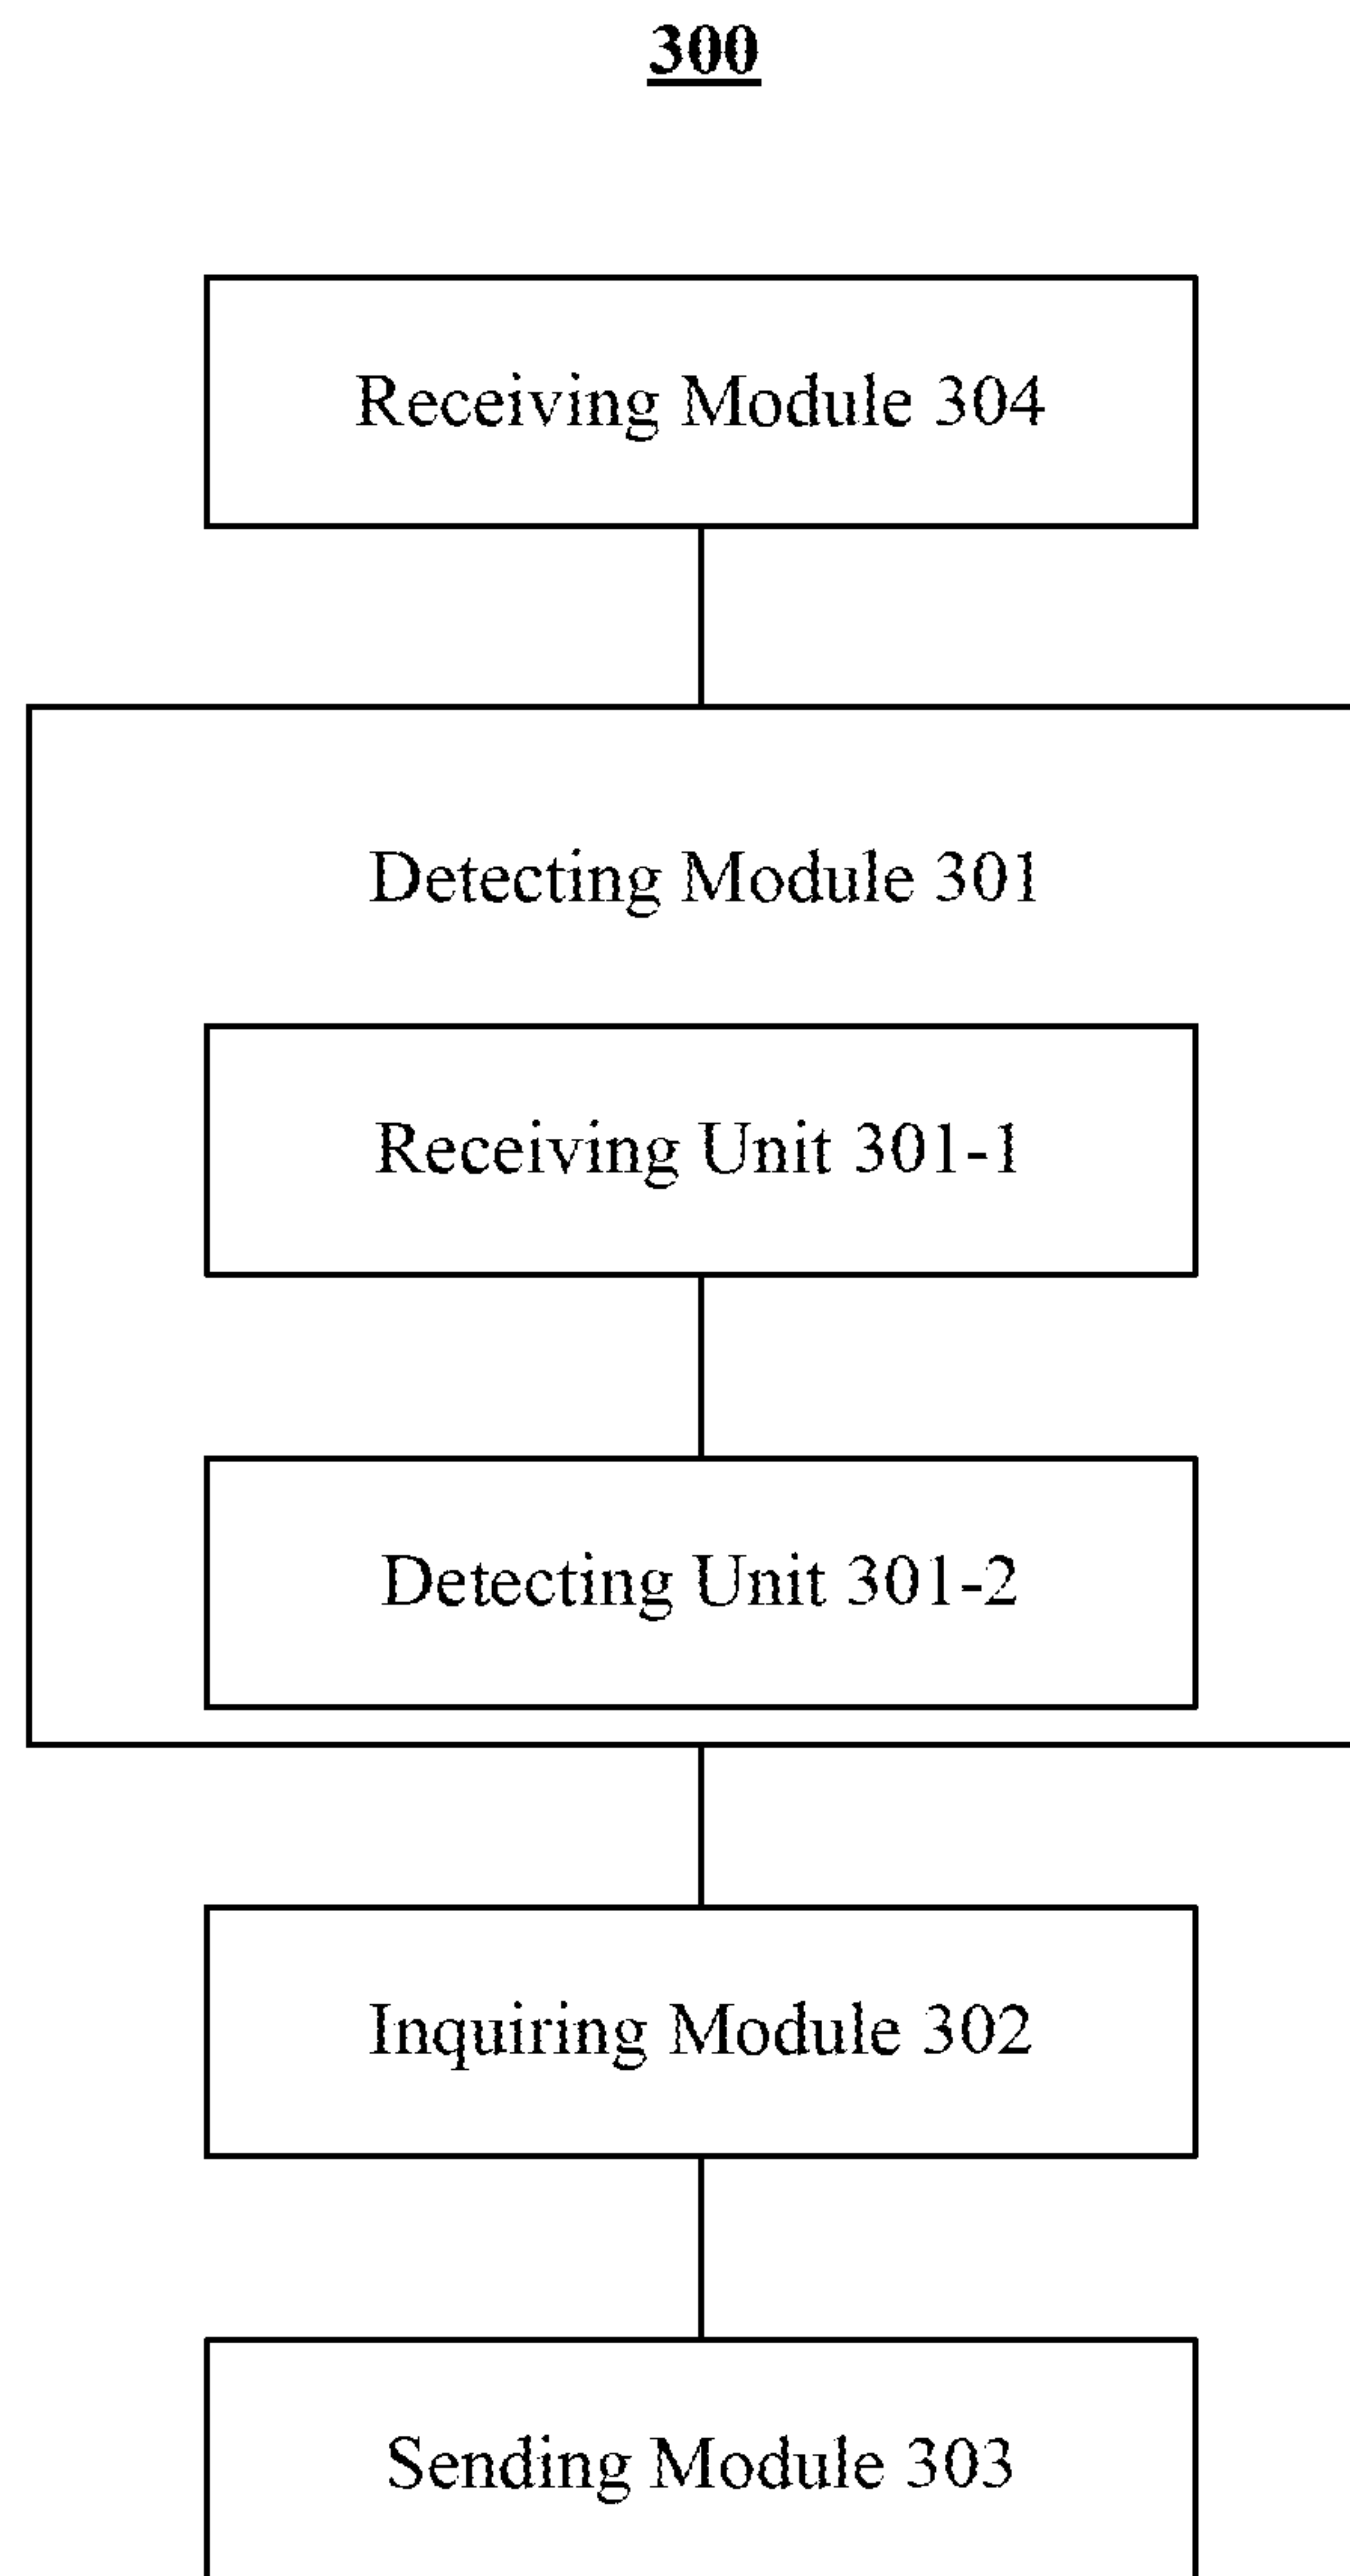 300
Receiving Module 304
Detecting Module 301
Receiving Unit 301-1
Detecting Unit 301-2
Inquiring Module 302
Sending Module 303